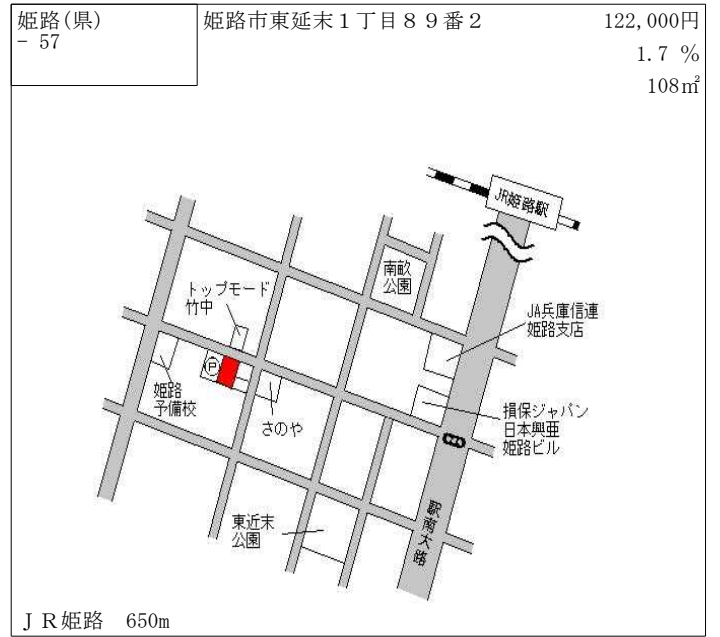 姫路(県)
- 57
姫路市東延末１丁目８９番２
122,000円
1.7 %
108㎡
JR姫路駅
南畝
公園
トップモード
竹中
JA兵庫信連
姫路支店
P
姫路
予備校
さのや
損保ジャパン
日本興亜
姫路ビル
東近末
公園
駅南大路
ＪＲ姫路 650m